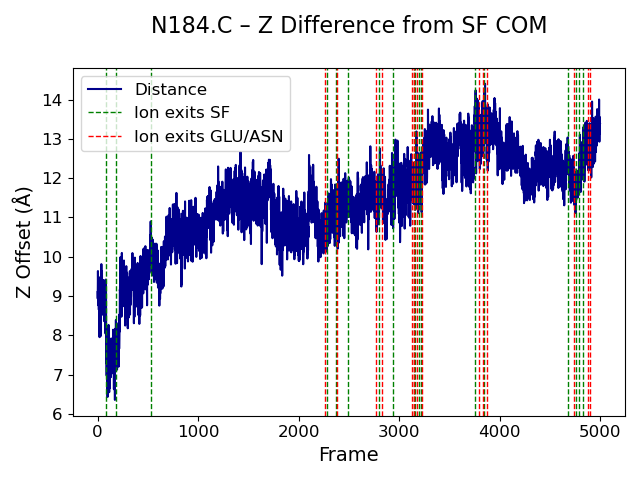 N184.C – Z Difference from SF COM
Distance
Ion exits SF
Ion exits GLU/ASN
Z Offset (Å)
14
13
12
11
10
9
8
7
6
0
1000
2000
3000
4000
5000
Frame